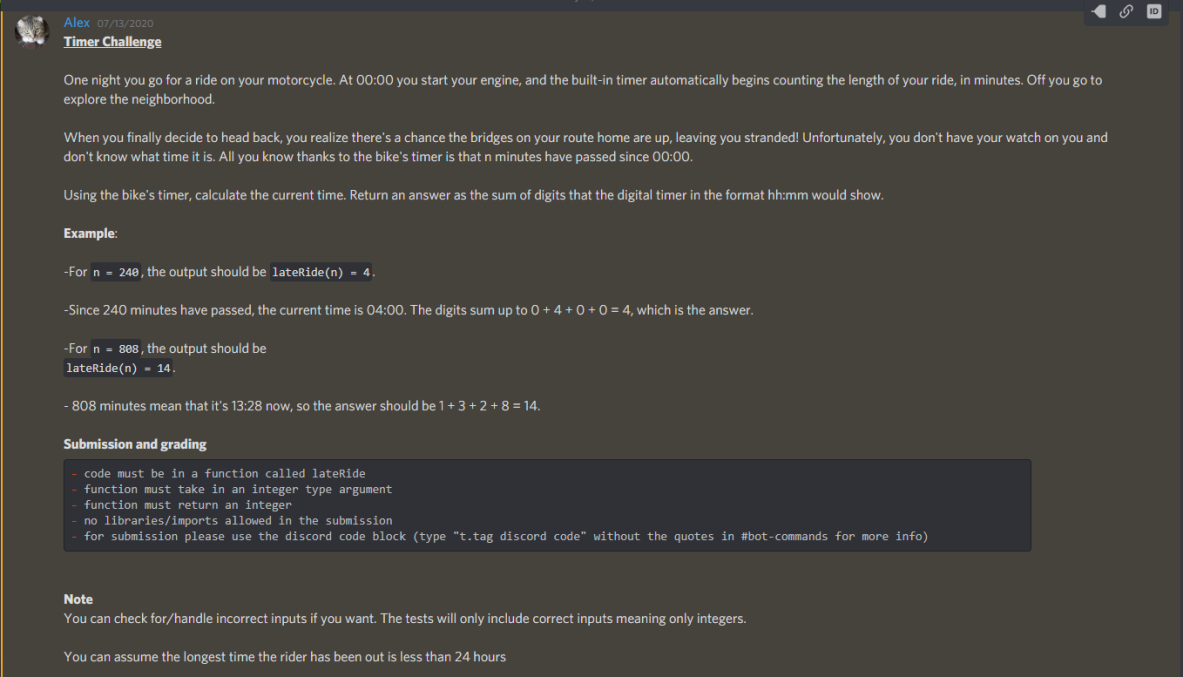 Alex 07/13/2020
ID
Timer Challenge
One night you go for a ride on your motorcycle. At 00:00 you start your engine, and the built-in timer automatically begins counting the length of your ride, in minutes. Off you go to
explore the neighborhood.
When you finally decide to head back, you realize there's a chance the bridges on your route home are up, leaving you stranded! Unfortunately, you don't have your watch on you and
don't know what time it is. All you know thanks to the bike's timer is that n minutes have passed since 00:00.
Using the bike's timer, calculate the current time. Return an answer as the sum of digits that the digital timer in the format hh:mm would show.
Example:
-For n = 240, the output should be lateRide(n) = 4.
-Since 240 minutes have passed, the current time is 04:00. The digits sum up to 0 + 4 + 0 + 0 = 4, which is the answer.
-For n = 808, the output should be
lateRide(n) = 14.
- 808 minutes mean that it's 13:28 now, so the answer should be 1 + 3 + 2 + 8 = 14.
Submission and grading
- code must be in a function called lateRide
- function must take in an integer type argument
- function must return an integer
- no libraries/imports allowed in the submission
- for submission please use the discord code block (type "t.tag discord code" without the quotes in #bot-commands for more info)
Note
You can check for/handle incorrect inputs if you want. The tests will only include correct inputs meaning only integers.
You can assume the longest time the rider has been out is less than 24 hours